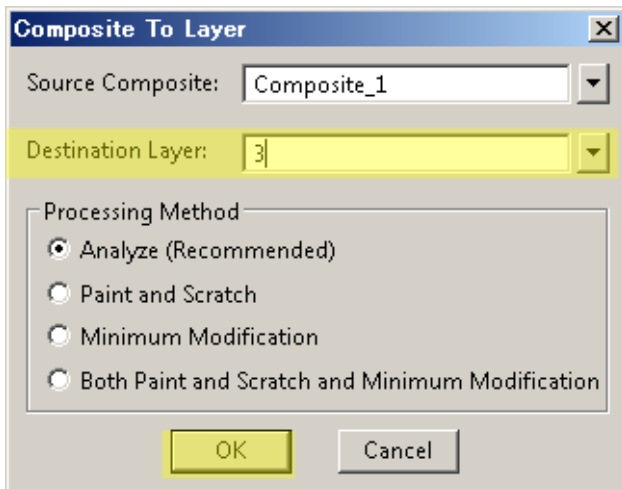 Composite To Layer
Source Composite: Composite_1
Destination Layer: 3
Processing Method
Analyze (Recommended)
Paint and Scratch
Minimum Modification
Both Paint and Scratch and Minimum Modification
OK Cancel